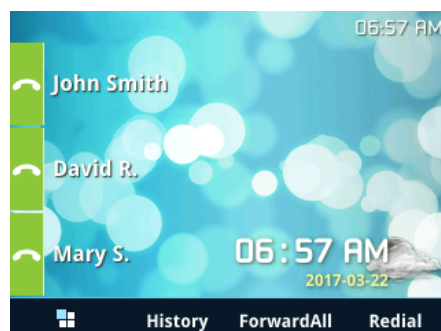 06:57 AM
John Smith
David R.
Mary S.
06:57 AM
2017-03-22
History ForwardAll Redial